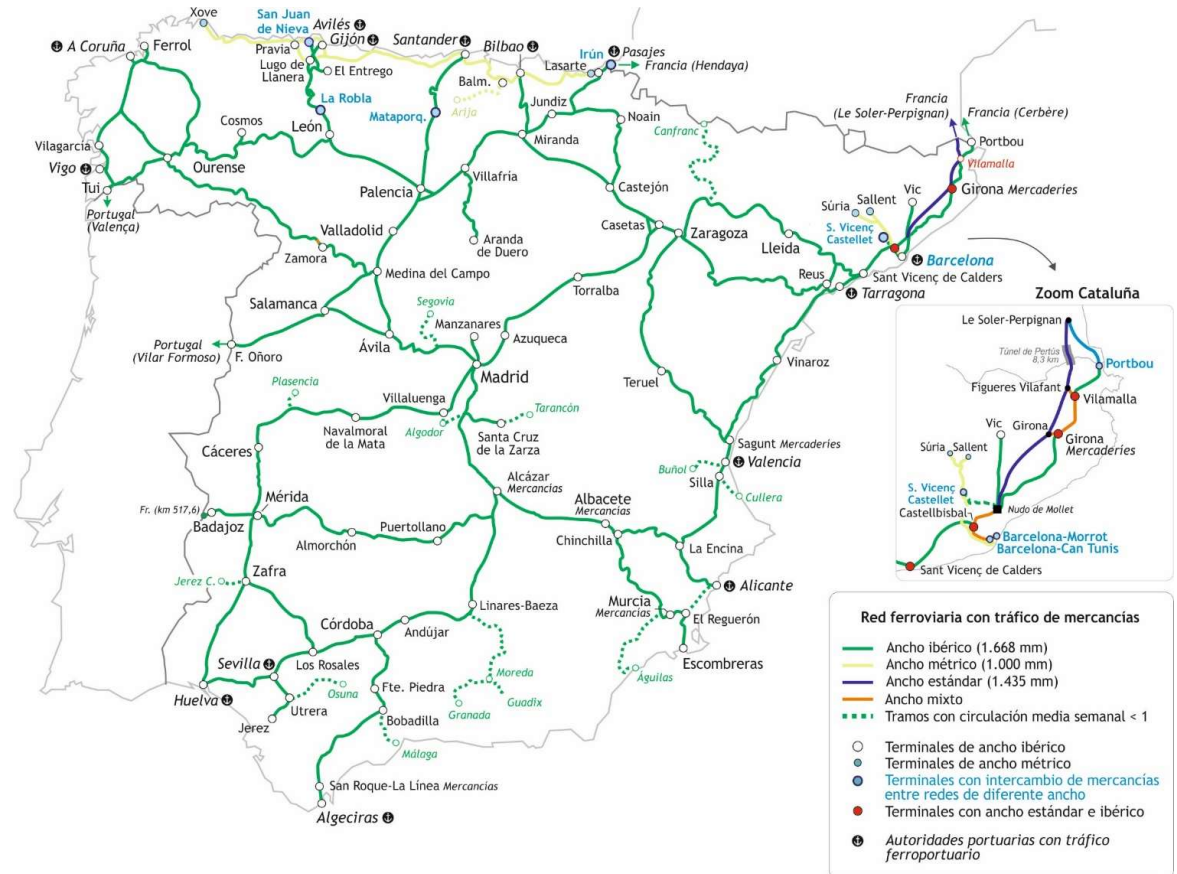 Xove
San Juan
de Nieva
Avilés
Gijón
Santander
Bilbao
Irún
Pasajes
Francia (Hendaya)
A Coruña
Ferrol
Pravia
Lugo de
Llanera
El Entrego
Balm.
Lasarte
Arija
La Robla
Mataporq.
Jundiz
Noain
Canfranc
Francia
(Le Soler-Perpignan)
Francia (Cerbère)
Portbou
Vilamalla
Cosmos
León
Miranda
Vilagarcía
Vigo
Ourense
Tui
Portugal
(Valença)
Palencia
Villafría
Castejón
Vic
Girona Mercaderies
Súria
Sallent
S. Vicenç
Castellet
Valladolid
Aranda
de Duero
Casetas
Zaragoza
Lleida
Barcelona
Zamora
Medina del Campo
Torralba
Reus
Sant Vicenç de Calders
Tarragona
Salamanca
Segovia
Manzanares
Azuqueca
Zoom Cataluña
Portugal
(Vilar Formoso)
F. Oñoro
Ávila
Madrid
Teruel
Vinaroz
Le Soler-Perpignan
Túnel de Pertús
8,3 km
Portbou
Figueres Vilafant
Vilamalla
Vic
Girona
Girona
Mercaderies
Súria
Sallent
S. Vicenç
Castellet
Castellbisbal
Nudo de Mollet
Barcelona-Morrot
Barcelona-Can Tunis
Sant Vicenç de Calders
Plasencia
Villaluenga
Navalmoral
de la Mata
Algodor
Tarancón
Santa Cruz
de la Zarza
Cáceres
Sagunt Mercaderies
Valencia
Buñol
Silla
Cullera
Alcázar
Mercancías
Albacete
Mercancías
Chinchilla
Fr. (km 517,6)
Badajoz
Mérida
Puertollano
Almorchón
La Encina
Jerez C.
Zafra
Linares-Baeza
Alicante
Murcia
Mercancías
El Reguerón
Córdoba
Andújar
Escombreras
Sevilla
Los Rosales
Moreda
Águilas
Huelva
Osuna
Fte. Piedra
Utrera
Guadix
Granada
Jerez
Bobadilla
Málaga
San Roque-La Línea Mercancías
Algeciras
Red ferroviaria con tráfico de mercancías
Ancho ibérico (1.668 mm)
Ancho métrico (1.000 mm)
Ancho estándar (1.435 mm)
Ancho mixto
Tramos con circulación media semanal < 1
Terminales de ancho ibérico
Terminales de ancho métrico
Terminales con intercambio de mercancías
entre redes de diferente ancho
Terminales con ancho estándar e ibérico
Autoridades portuarias con tráfico
ferroportuario